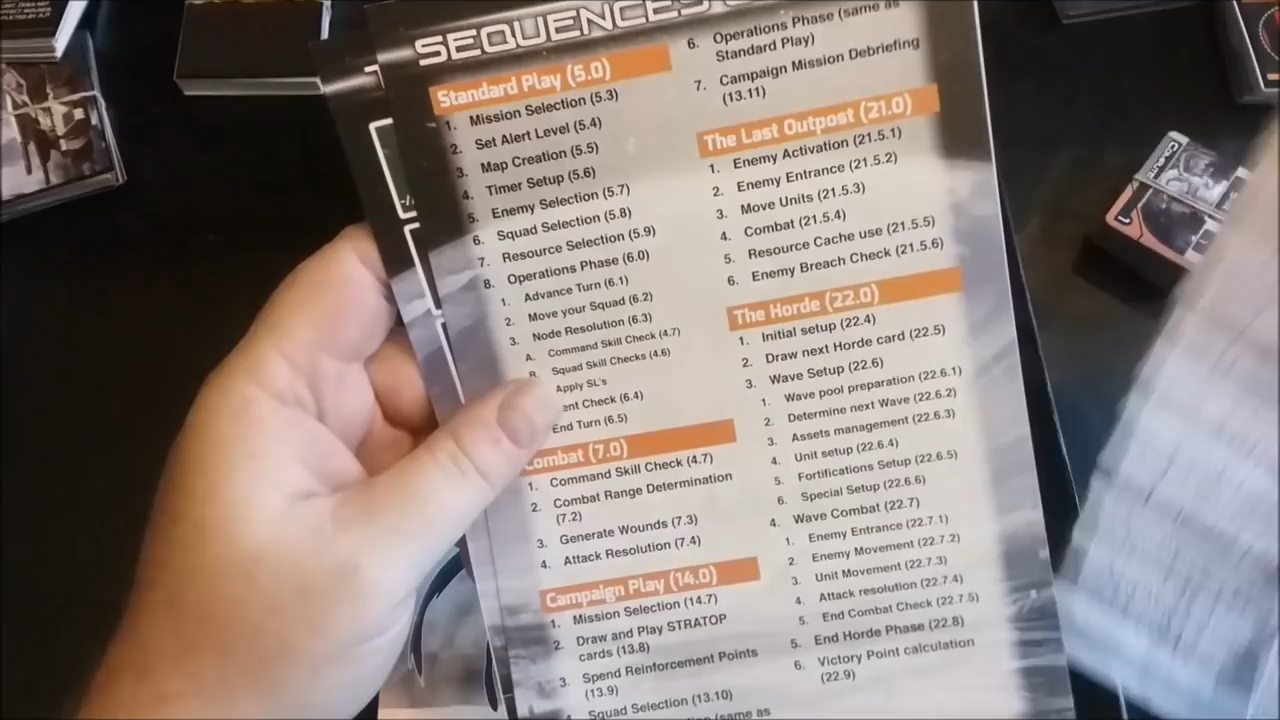 SEQUENCES
Standard Play (5.0)
1. Mission Selection (5.3)
2. Set Alert Level (5.4)
3. Map Creation (5.5)
4. Timer Setup (5.6)
5. Enemy Selection (5.7)
6. Squad Selection (5.8)
7. Resource Selection (5.9)
8. Operations Phase (6.0)
1. Advance Turn (6.1)
2. Move your Squad (6.2)
3. Node Resolution (6.3)
A. Command Skill Check (4.7)
B. Squad Skill Checks (4.6)
Apply SL's
ent Check (6.4)
End Turn (6.5)
Combat (7.0)
1. Command Skill Check (4.7)
2. Combat Range Determination
(7.2)
3. Generate Wounds (7.3)
4. Attack Resolution (7.4)
Campaign Play (14.0)
1. Mission Selection (14.7)
2. Draw and Play STRATOP
cards (13.8)
3. Spend Reinforcement Points
(13.9)
4. Squad Selection (13.10)
(same as
6. Operations Phase (same as
Standard Play)
7. Campaign Mission Debriefing
(13.11)
The Last Outpost (21.0)
1. Enemy Activation (21.5.1)
2. Enemy Entrance (21.5.2)
3. Move Units (21.5.3)
4. Combat (21.5.4)
5. Resource Cache use (21.5.5)
6. Enemy Breach Check (21.5.6)
The Horde (22.0)
1. Initial setup (22.4)
2. Draw next Horde card (22.5)
3. Wave Setup (22.6)
1. Wave pool preparation (22.6.1)
2. Determine next Wave (22.6.2)
3. Assets management (22.6.3)
4. Unit setup (22.6.4)
5. Fortifications Setup (22.6.5)
6. Special Setup (22.6.6)
4. Wave Combat (22.7)
1. Enemy Entrance (22.7.1)
2. Enemy Movement (22.7.2)
3. Unit Movement (22.7.3)
4. Attack resolution (22.7.4)
5. End Combat Check (22.7.5)
5. End Horde Phase (22.8)
6. Victory Point calculation
(22.9)